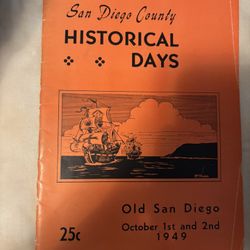 San Diego County
HISTORICAL
DAYS
Old San Diego
October 1st and 2nd
25c 1949